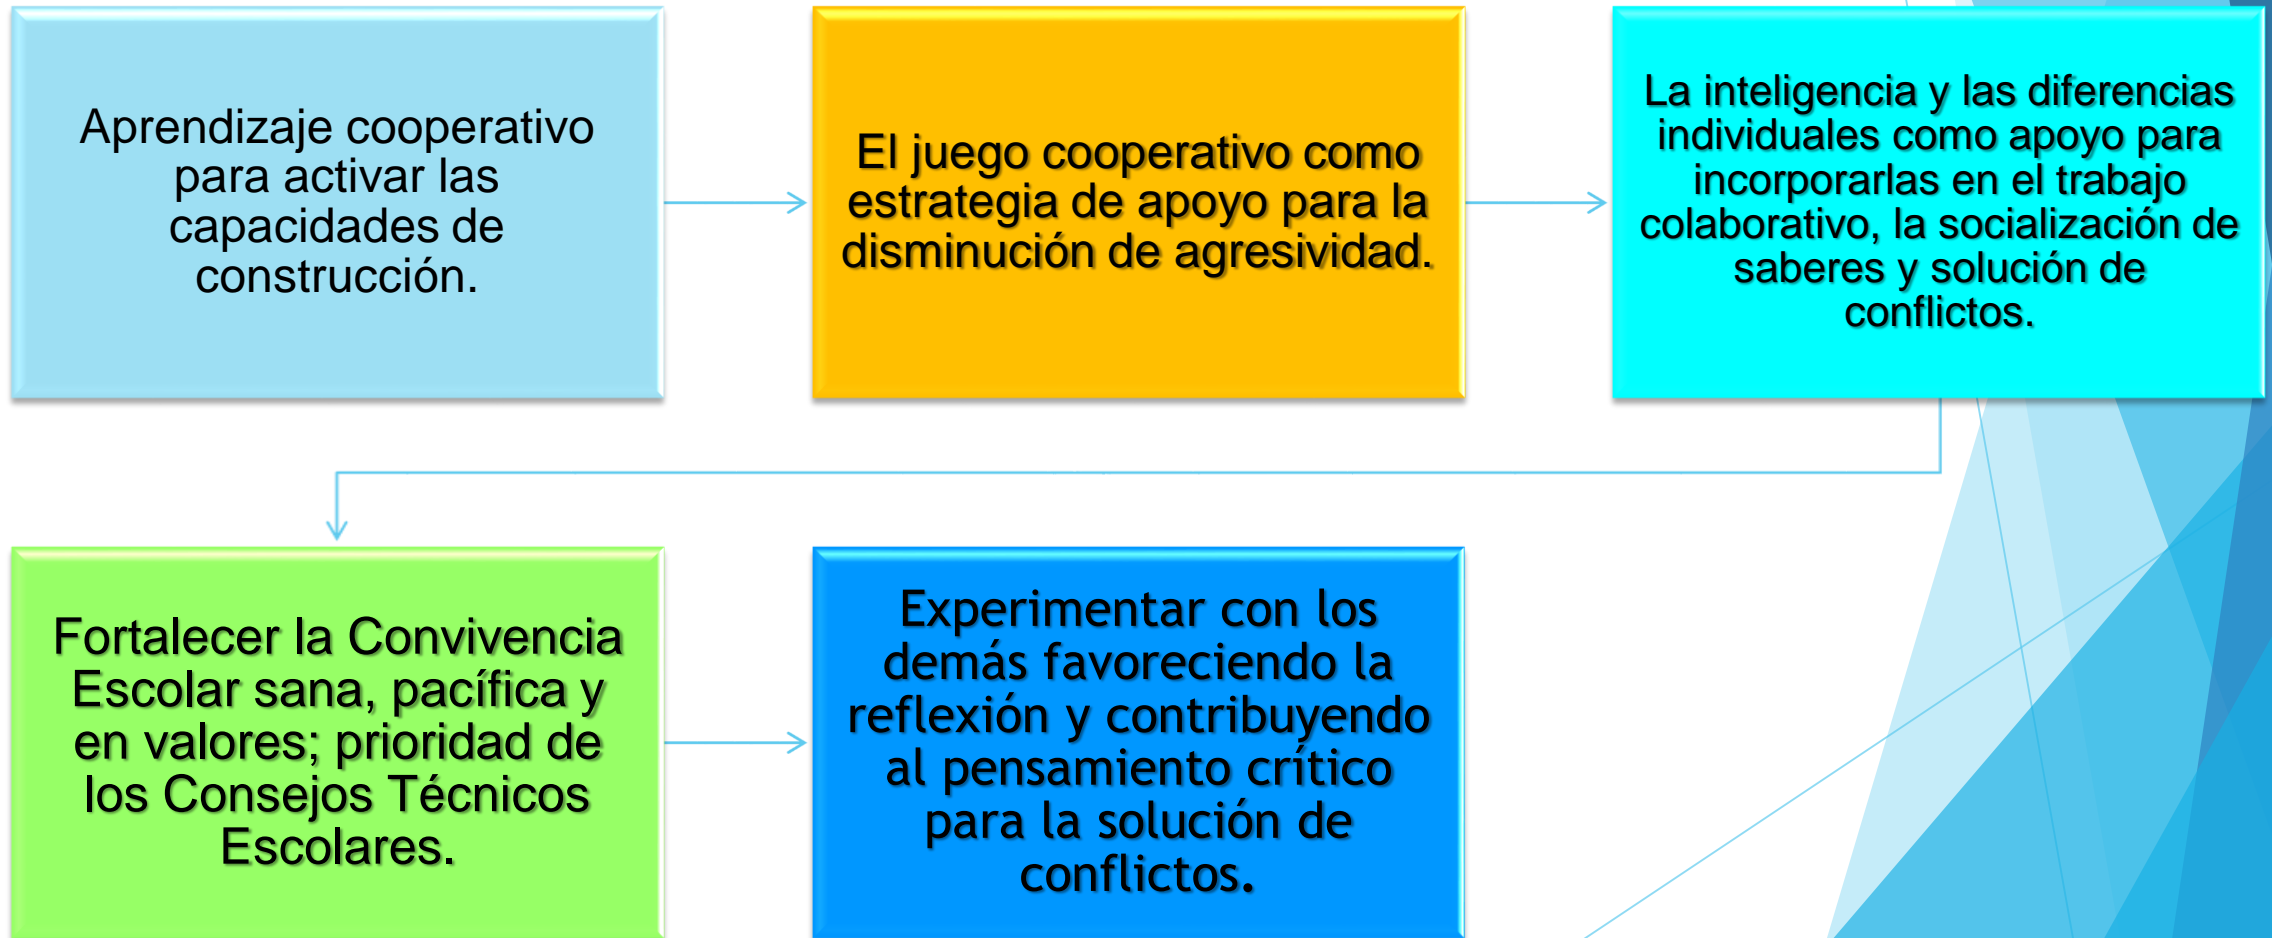 Aprendizaje cooperativo
para activar las
capacidades de
construcción.
El juego cooperativo como
estrategia de apoyo para la
disminución de agresividad.
La inteligencia y las diferencias
individuales como apoyo para
incorporarlas en el trabajo
colaborativo, la socialización de
saberes y solución de
conflictos.
Fortalecer la Convivencia
Escolar sana, pacífica y
en valores; prioridad de
los Consejos Técnicos
Escolares.
Experimentar con los
demás favoreciendo la
reflexión y contribuyendo
al pensamiento crítico
para la solución de
conflictos.